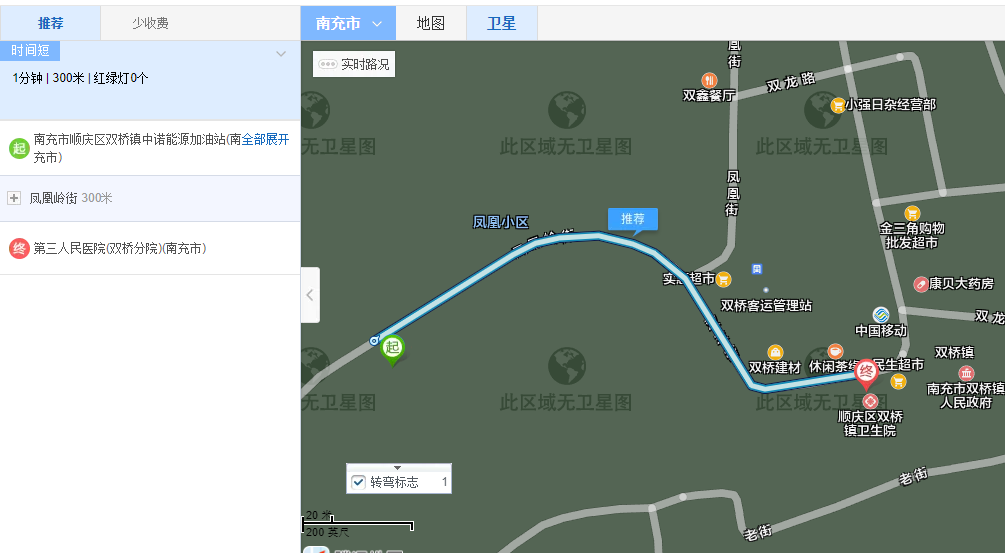 推荐
少收费
时间短
1分钟 | 300米 | 红绿灯0个
起
南充市顺庆区双桥镇中诺能源加油站(南全部展开
充市)
凤凰岭街 300米
终
第三人民医院(双桥分院)(南充市)
南充市
地图
卫星
实时路况
凰街
双龙路
双鑫餐厅
小强日杂经营部
无卫星图
此区域无卫星图
此区域无卫星图
凤凰街
凤凰小区
推荐
金三角购物
批发超市
实惠超市
康贝大药房
双桥客运管理站
双龙
中国移动
起
双桥镇
双桥建材
休闲茶
民生超市
终
南充市双桥镇
人民政府
无卫星图
此区域无卫星图
此区域无卫星图
顺庆区双桥
镇卫生院
转弯标志 1
老街
老街
20 米
200 英尺